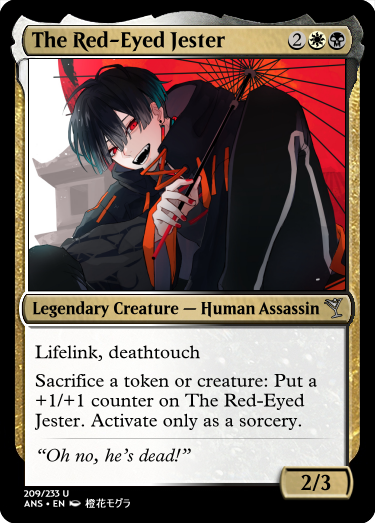 The Red-Eyed Jester 2
Legendary Creature — Human Assassin
Lifelink, deathtouch
Sacrifice a token or creature: Put a
+1/+1 counter on The Red-Eyed
Jester. Activate only as a sorcery.
“Oh no, he’s dead!”
2/3
209/233 U
ANS • EN 橙花モグラ